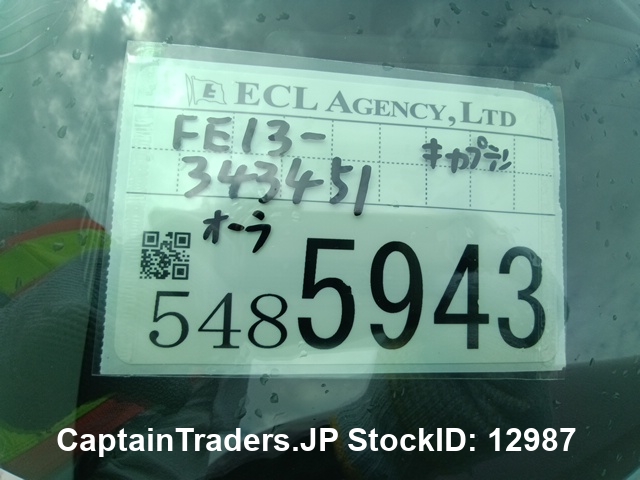 ECL AGENCY, LTD
FE13-
キャプテン
343451
オーラ
5485943
CaptainTraders.JP StockID: 12987